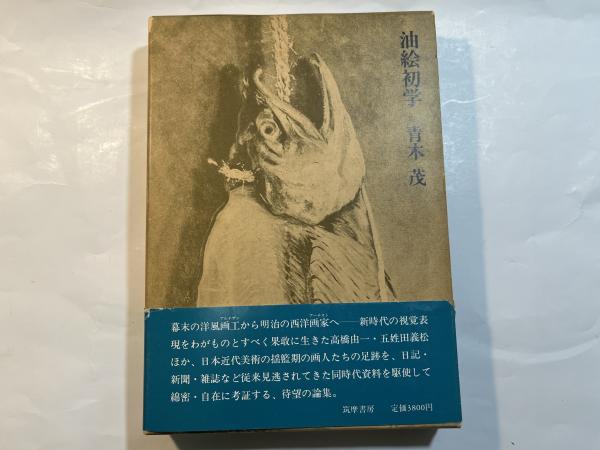 油絵初学
青木 茂
幕末の洋風画工から明治の西洋画家へ――新時代の視覚表
現をわがものとすべく果敢に生きた高橋由一・五姓田義松
ほか、日本近代美術の揺籃期の画人たちの足跡を、日記・
新聞・雑誌など従来見逃されてきた同時代資料を駆使して
綿密・自在に考証する、待望の論集。
筑摩書房 定価3800円